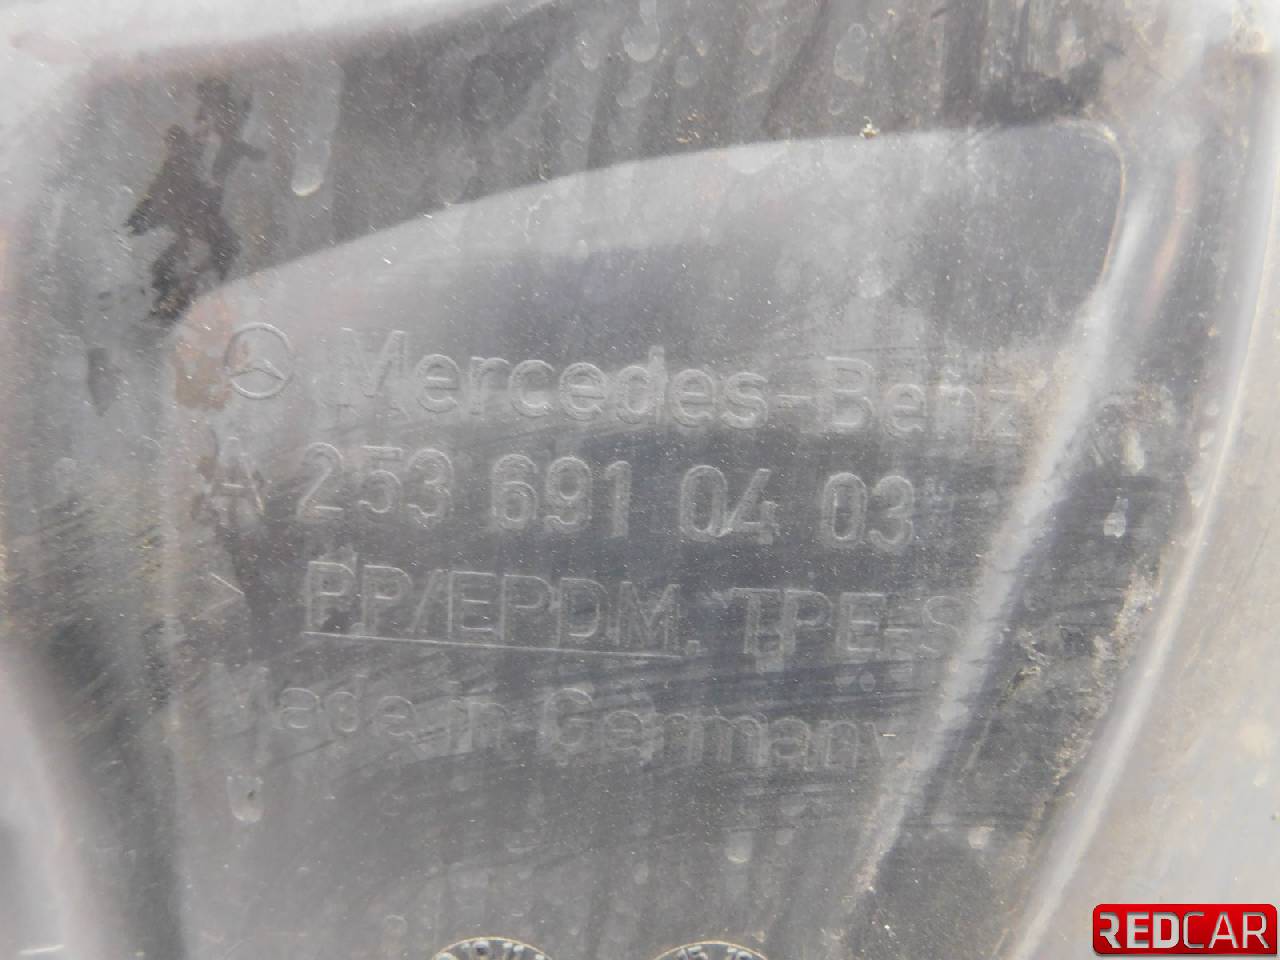 Mercedes-Benz
A 253 691 04 03
>PP/EPDM, TPE-S
Made in Germany
REDCAR